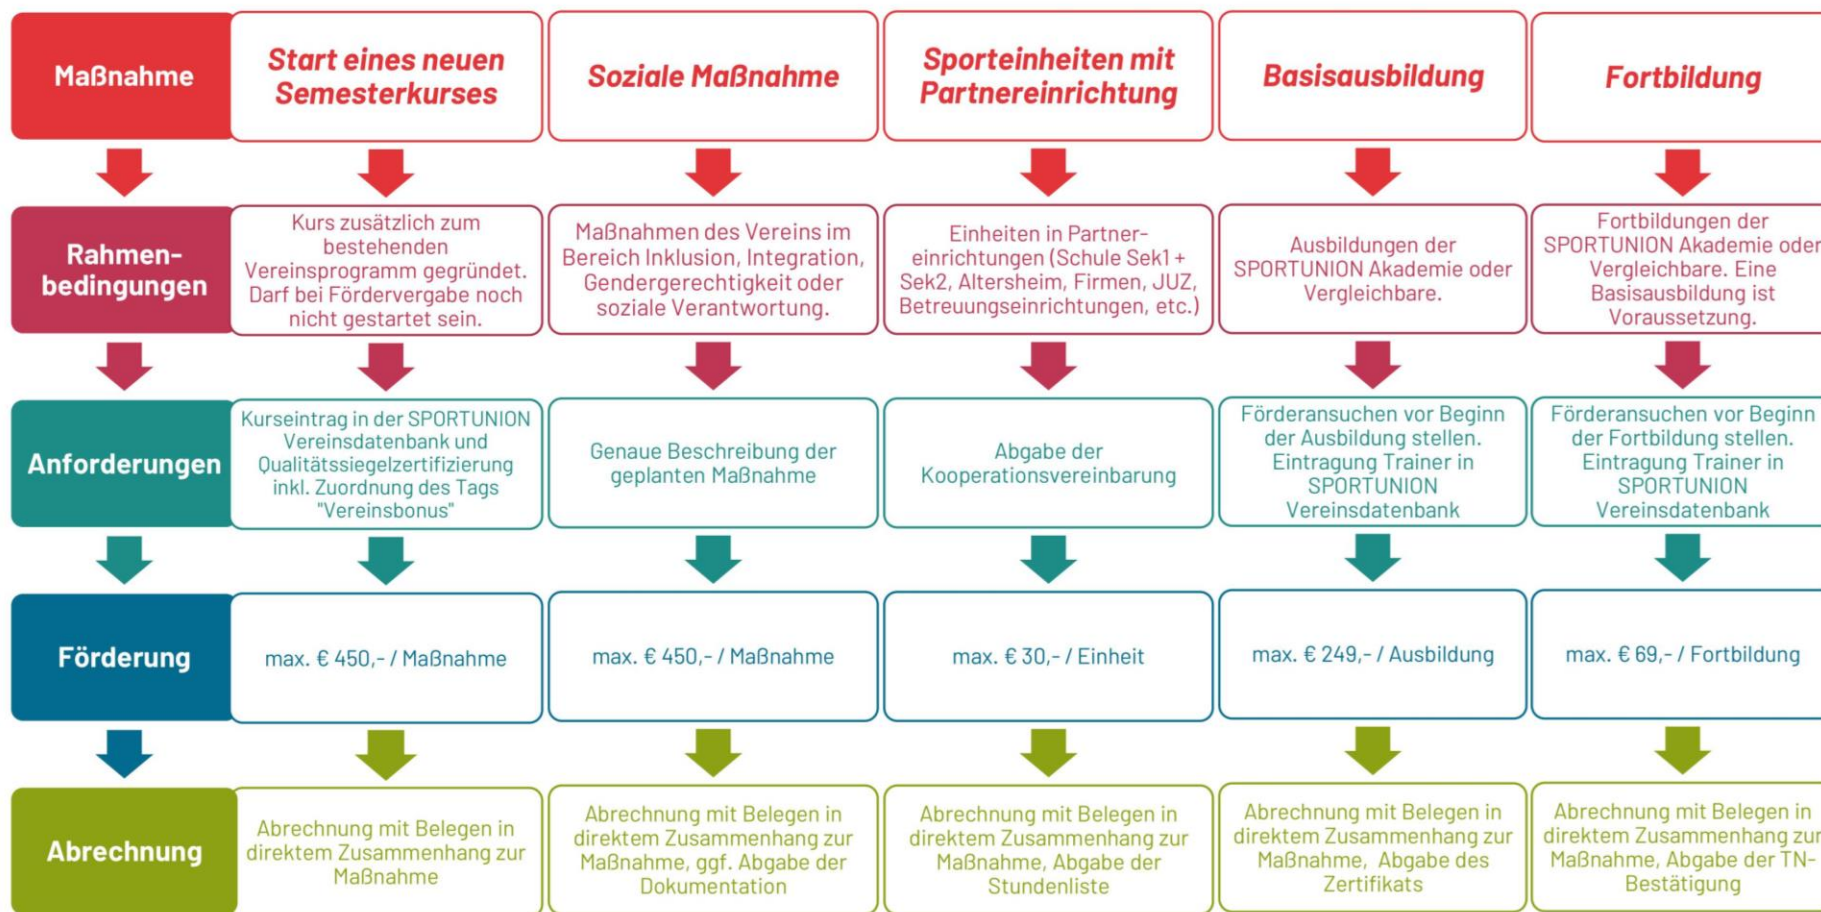 Maßnahme
Start eines neuen
Semesterkurses
Soziale Maßnahme
Sporteinheiten mit
Partnereinrichtung
Basisausbildung
Fortbildung
Rahmen-
bedingungen
Kurs zusätzlich zum
bestehenden
Vereinsprogramm gegründet.
Darf bei Fördervergabe noch
nicht gestartet sein.
Maßnahmen des Vereins im
Bereich Inklusion, Integration,
Gendergerechtigkeit oder
soziale Verantwortung.
Einheiten in Partner-
einrichtungen (Schule Sek1 +
Sek2, Altersheim, Firmen, JUZ,
Betreuungseinrichtungen, etc.)
Ausbildungen der
SPORTUNION Akademie oder
Vergleichbare.
Fortbildungen der
SPORTUNION Akademie oder
Vergleichbare. Eine
Basisausbildung ist
Voraussetzung.
Anforderungen
Kurseintrag in der SPORTUNION
Vereinsdatenbank und
Qualitätssiegelzertifizierung
inkl. Zuordnung des Tags
"Vereinsbonus"
Genaue Beschreibung der
geplanten Maßnahme
Abgabe der
Kooperationsvereinbarung
Förderansuchen vor Beginn
der Ausbildung stellen.
Eintragung Trainer in
SPORTUNION
Vereinsdatenbank
Förderansuchen vor Beginn
der Fortbildung stellen.
Eintragung Trainer in
SPORTUNION
Vereinsdatenbank
Förderung
max. € 450,- / Maßnahme
max. € 450,- / Maßnahme
max. € 30,- / Einheit
max. € 249,- / Ausbildung
max. € 69,- / Fortbildung
Abrechnung
Abrechnung mit Belegen in
direktem Zusammenhang zur
Maßnahme
Abrechnung mit Belegen in
direktem Zusammenhang zur
Maßnahme, ggf. Abgabe der
Dokumentation
Abrechnung mit Belegen in
direktem Zusammenhang zur
Maßnahme, Abgabe der
Stundenliste
Abrechnung mit Belegen in
direktem Zusammenhang zur
Maßnahme, Abgabe des
Zertifikats
Abrechnung mit Belegen in
direktem Zusammenhang zur
Maßnahme, Abgabe der TN-
Bestätigung